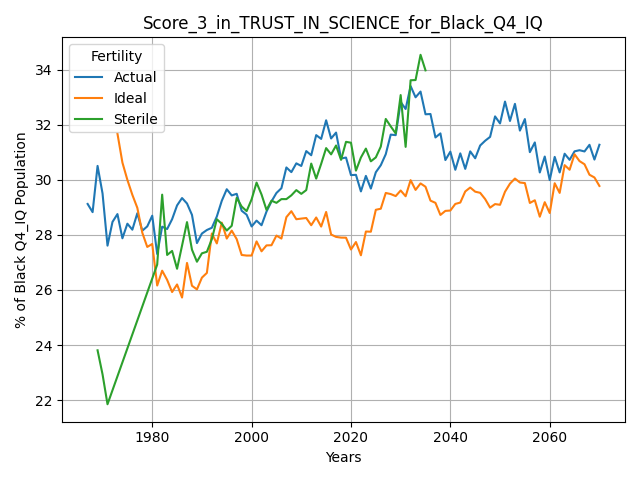 Score_3_in_TRUST_IN_SCIENCE_for_Black_Q4_IQ
Fertility
Actual
Ideal
Sterile
% of Black Q4_IQ Population
34
32
30
28
26
24
22
1980
2000
2020
2040
2060
Years